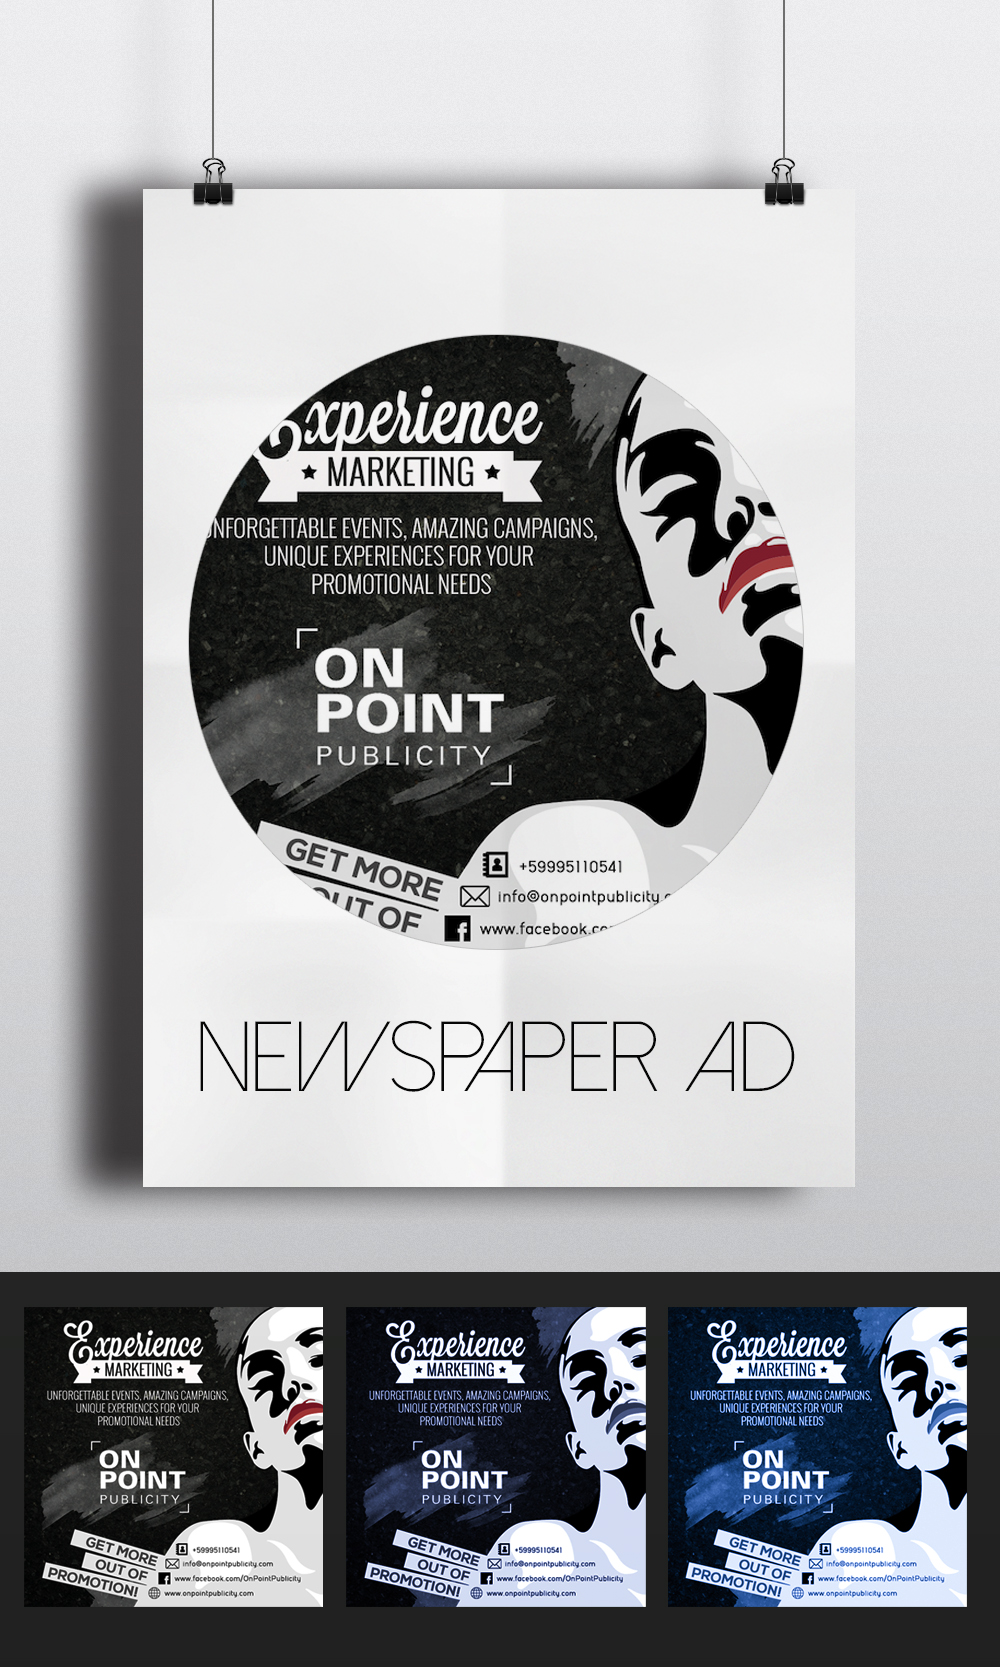 Experience
MARKETING
UNFORGETTABLE EVENTS, AMAZING CAMPAIGNS,
UNIQUE EXPERIENCES FOR YOUR
PROMOTIONAL NEEDS
ON
POINT
PUBLICITY
GET MORE
OUT OF
+59995110541
info@onpointpublicity.c
www.facebook.co
NEWSPAPER AD
Experience
MARKETING
UNFORGETTABLE EVENTS, AMAZING CAMPAIGNS,
UNIQUE EXPERIENCES FOR YOUR
PROMOTIONAL NEEDS
ON
POINT
PUBLICITY
GET MORE
OUT OF
PROMOTION!
+59995110541
info@onpointpublicity.com
www.facebook.com/OnPointPublicity
www.onpointpublicity.com
Experience
MARKETING
UNFORGETTABLE EVENTS, AMAZING CAMPAIGNS,
UNIQUE EXPERIENCES FOR YOUR
PROMOTIONAL NEEDS
ON
POINT
PUBLICITY
GET MORE
OUT OF
PROMOTION!
+59995110541
info@onpointpublicity.com
www.facebook.com/OnPointPublicity
www.onpointpublicity.com
Experience
MARKETING
UNFORGETTABLE EVENTS, AMAZING CAMPAIGNS,
UNIQUE EXPERIENCES FOR YOUR
PROMOTIONAL NEEDS
ON
POINT
PUBLICITY
GET MORE
OUT OF
PROMOTION!
+59995110541
info@onpointpublicity.com
www.facebook.com/OnPointPublicity
www.onpointpublicity.com